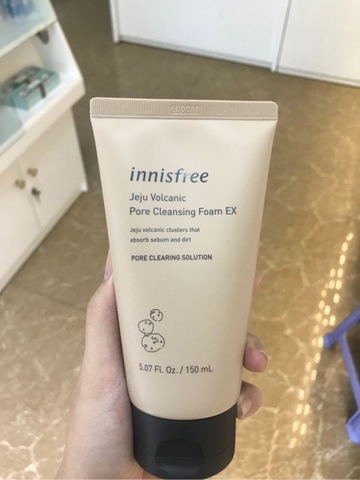 innisfree
Jeju Volcanic
Pore Cleansing Foam EX
Jeju volcanic clusters that
absorb sebum and dirt
PORE CLEARING SOLUTION
5.07 FL. Oz. / 150 mL